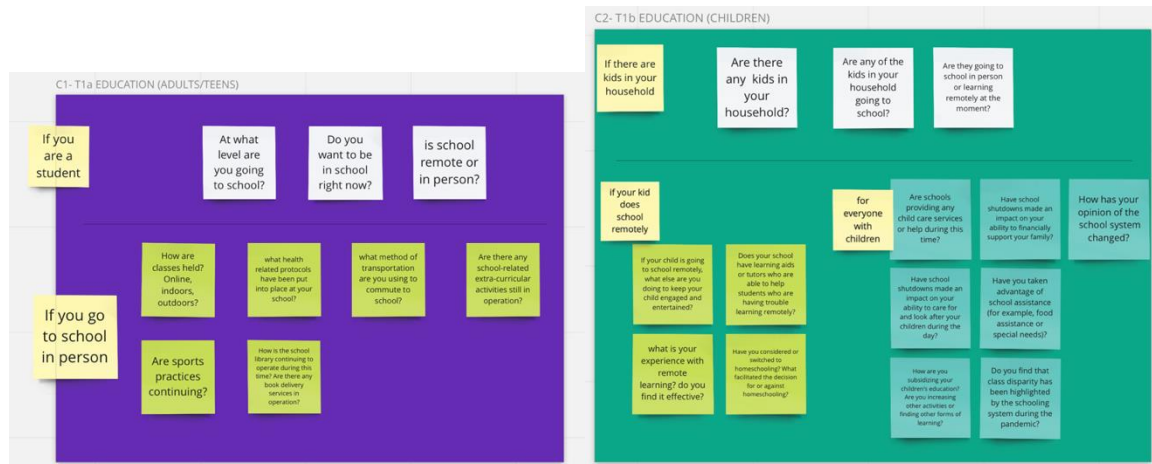 C1- T1a EDUCATION (ADULTS/TEENS)
If you
are a
student
At what
level are
you going
to school?
Do you
want to be
in school
right now?
is school
remote or
in person?
If you go
to school
in person
How are
classes held?
Online,
indoors,
outdoors?
what health
related protocols
have been put
into place at your
school?
what method of
transportation
are you using to
commute to
school?
Are there any
school-related
extra-curricular
activities still in
operation?
Are sports
practices
continuing?
How is the school
library continuing to
operate during this
time? Are there any
book delivery
services in
operation?
C2- T1b EDUCATION (CHILDREN)
If there are
kids in your
household
Are there
any kids in
your
household?
Are any of the
kids in your
household
going to
school?
Are they going to
school in person
or learning
remotely at the
moment?
if your kid
does
school
remotely
If your child is going
to school remotely,
what else are you
doing to keep your
child engaged and
entertained?
Does your school
have learning aids
or tutors who are
able to help
students who are
having trouble
learning remotely?
what is your
experience with
remote
learning? do you
find it effective?
Have you considered or
switched to
homeschooling? What
facilitated the decision
for or against
homeschooling?
for
everyone
with
children
Are schools
providing any
child care services
or help during this
time?
Have school
shutdowns made an
impact on your
ability to financially
support your family?
How has your
opinion of the
school system
changed?
Have school
shutdowns made an
impact on your
ability to care for
and look after your
children during the
day?
Have you taken
advantage of
school assistance
(for example, food
assistance or
special needs)?
How are you
subsidizing your
children's education?
Are you increasing
other activities or
finding other forms of
learning?
Do you find that
class disparity has
been highlighted
by the schooling
system during the
pandemic?